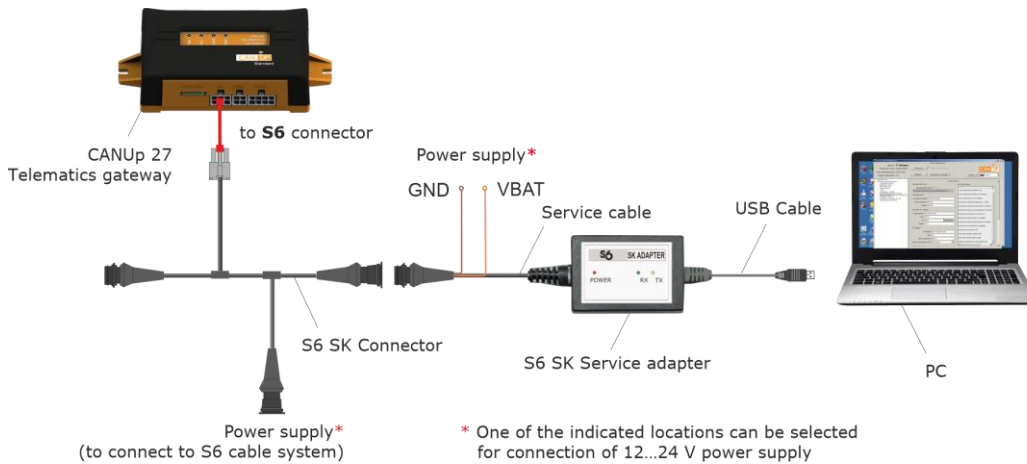 CANUP
to S6 connector
CANUp 27
Telematics gateway
Power supply*
GND
VBAT
Service cable
USB Cable
S6 SK ADAPTER
POWER
RX TX
S6 SK Connector
S6 SK Service adapter
PC
Power supply*
(to connect to S6 cable system)
* One of the indicated locations can be selected
for connection of 12...24 V power supply